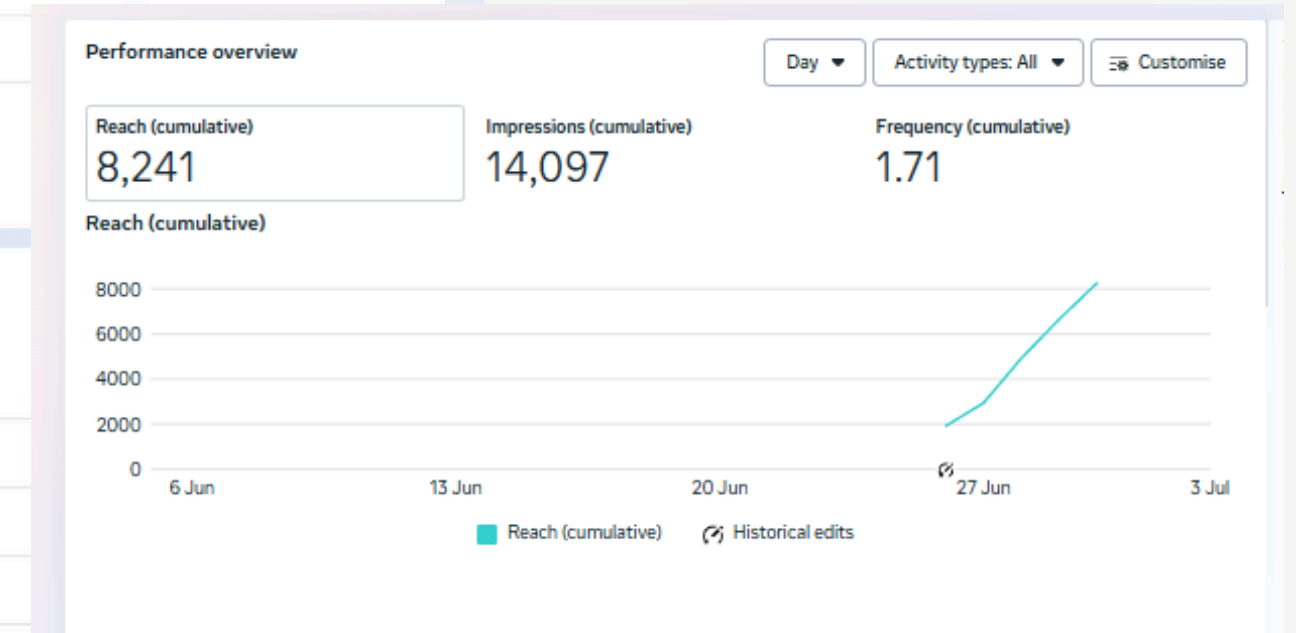 Performance overview
Day
Activity types: All
Customise
Reach (cumulative)
8,241
Impressions (cumulative)
14,097
Frequency (cumulative)
1.71
Reach (cumulative)
8000
6000
4000
2000
0
6 Jun 13 Jun 20 Jun 27 Jun 3 Jul
Reach (cumulative) Historical edits